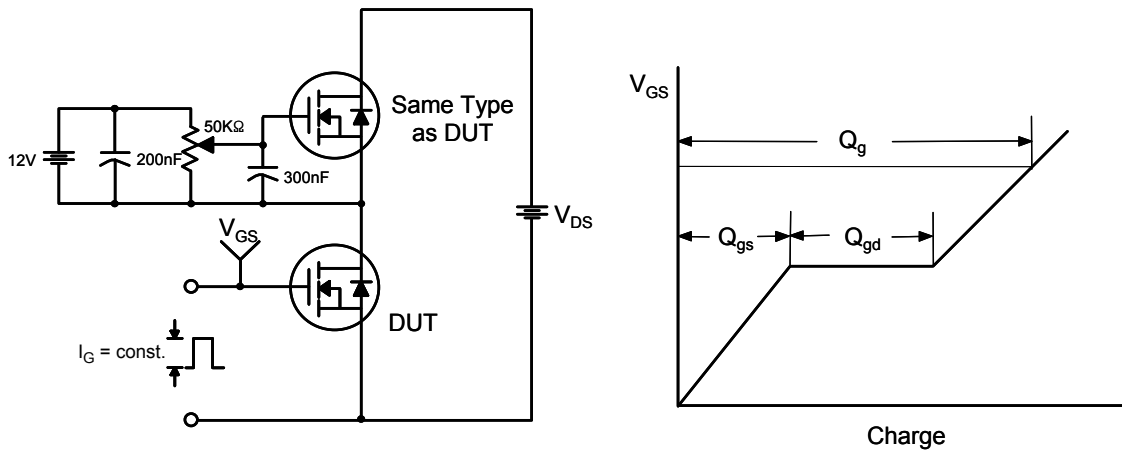 Same Type
as DUT
50KΩ
12V
200nF
300nF
V_GS
V_DS
DUT
I_G = const.
V_GS
Q_g
Q_gs
Q_gd
Charge